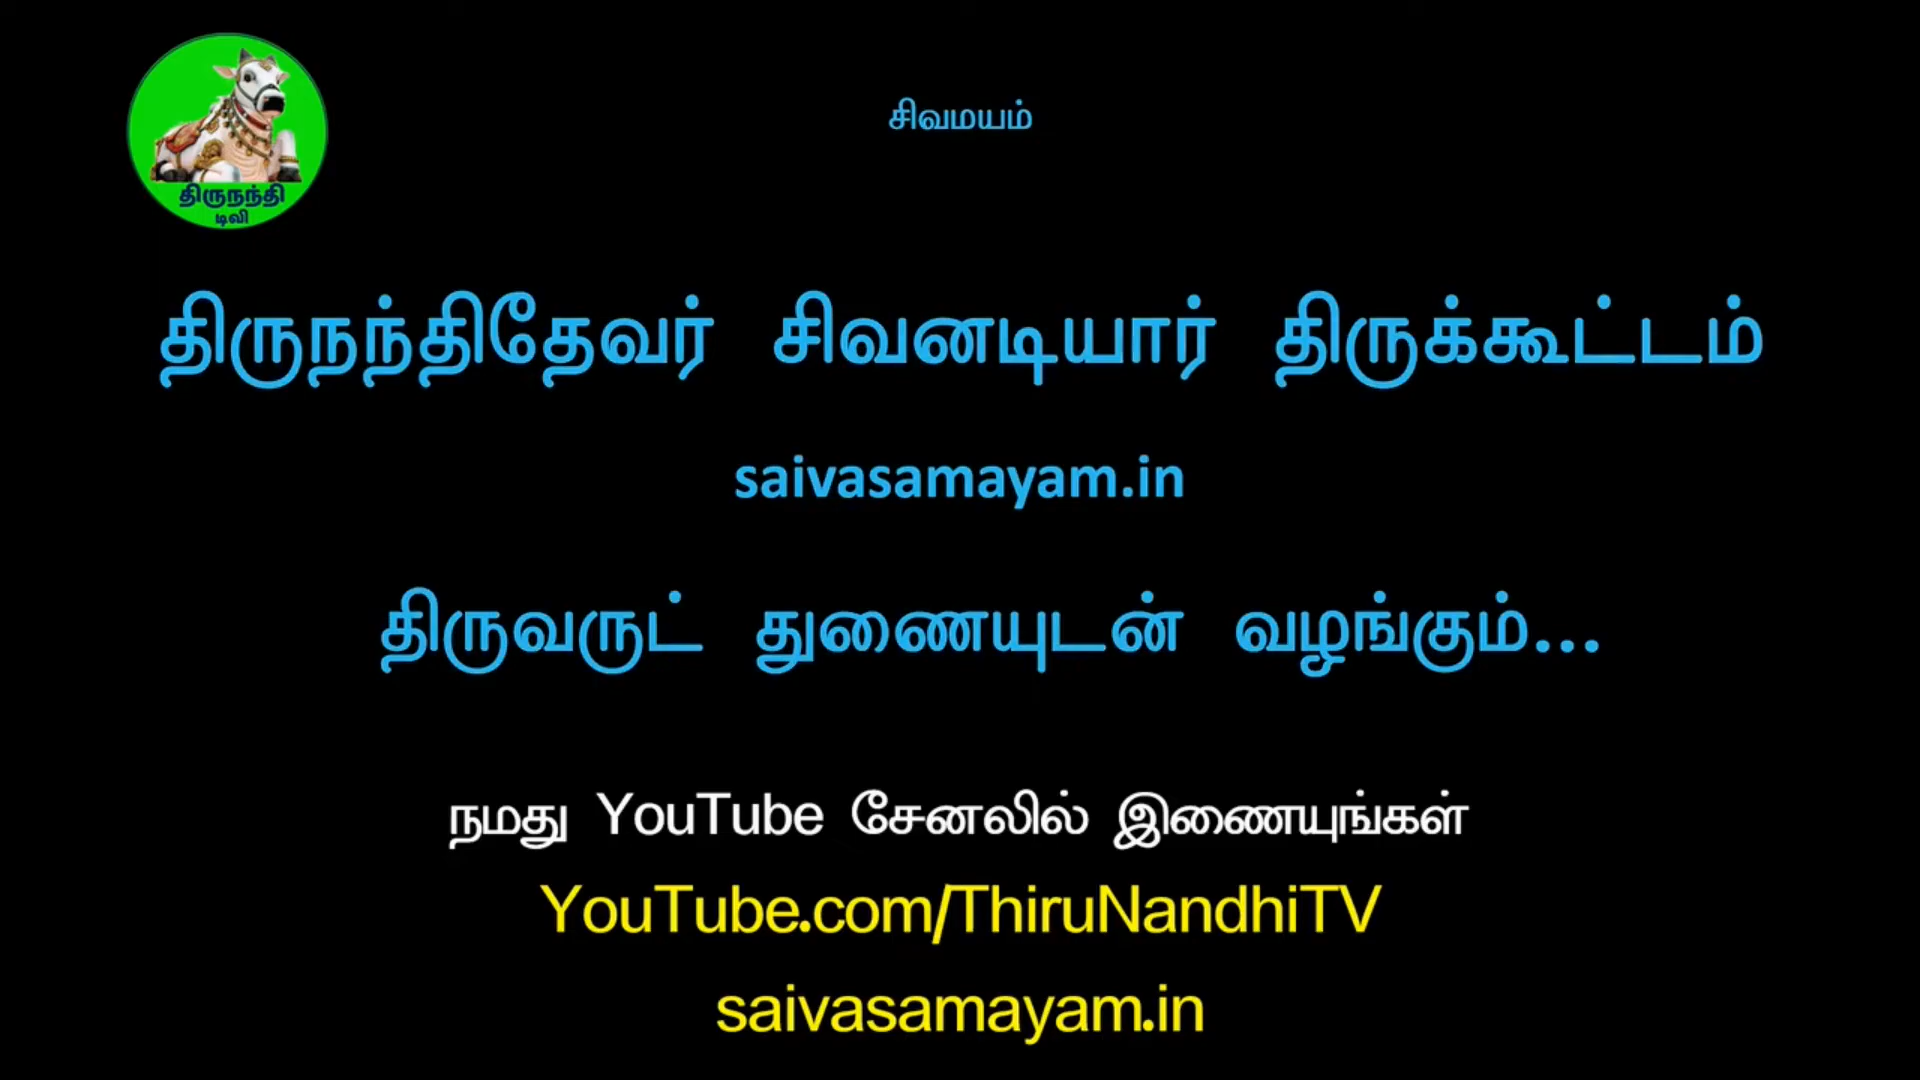 சிவமயம்
திருநந்தி
டிவி
திருநந்திதேவர் சிவனடியார் திருக்கூட்டம்
saivasamayam.in
திருவருட் துணையுடன் வழங்கும்...
நமது YouTube சேனலில் இணையுங்கள்
YouTube.com/ThiruNandhiTV
saivasamayam.in